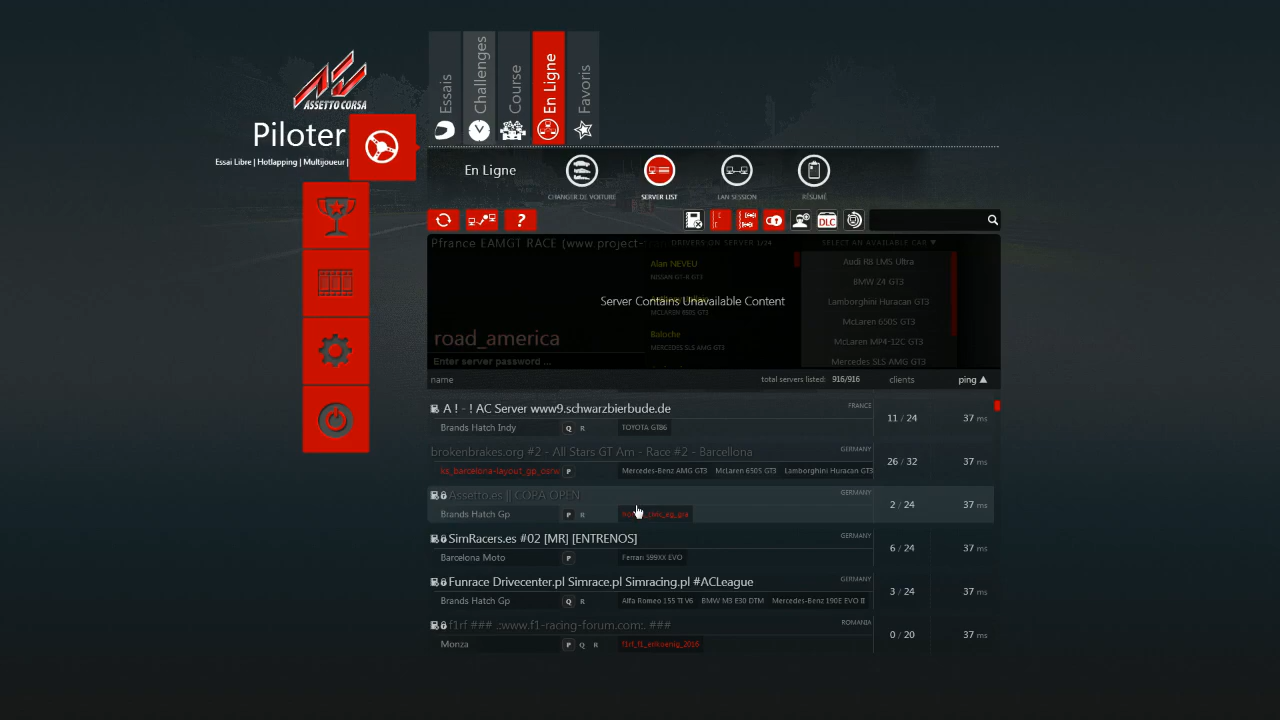 Essais
Challenges
Course
En Ligne
Favoris
ASSETTO CORSA
Piloter
Essai Libre | Hotlapping | Multijoueur |
En Ligne
CHANGER DE VOITURE
SERVER LIST
LAN SESSION
RÉSUMÉ
?
DLC
Pfrance EAMGT RACE (www.project-
DRIVERS ON SERVER 1/24
SELECT AN AVAILABLE CAR ▼
Alan NEVEU
NISSAN GT-R GT3
MCLAREN 650S GT3
Baloche
MERCEDES SLS AMG GT3
Audi R8 LMS Ultra
BMW Z4 GT3
Lamborghini Huracan GT3
McLaren 650S GT3
McLaren MP4-12C GT3
Mercedes SLS AMG GT3
Server Contains Unavailable Content
road_america
Enter server password ...
name total servers listed: 916/916 clients ping ▲
A ! - ! AC Server www9.schwarzbierbude.de FRANCE 11 / 24 37 ms
Brands Hatch Indy Q R TOYOTA GT86
brokenbrakes.org #2 - All Stars GT Am - Race #2 - Barcelona GERMANY 26 / 32 37 ms
ks_barcelona-layout_gp_osrw P Mercedes-Benz AMG GT3 McLaren 650S GT3 Lamborghini Huracan GT3
Assetto.es || COPA OPEN GERMANY 2 / 24 37 ms
Brands Hatch Gp P R
SimRacers.es #02 [MR] [ENTRENOS] GERMANY 6 / 24 37 ms
Barcelona Moto P Ferrari 599XX EVO
Funrace Drivecenter.pl Simrace.pl Simracing.pl #ACLeague GERMANY 3 / 24 37 ms
Brands Hatch Gp Q R Alfa Romeo 155 TI V6 BMW M3 E30 DTM Mercedes-Benz 190E EVO II
f1rf ### .:www.f1-racing-forum.com:. ### ROMANIA 0 / 20 37 ms
Monza P Q R f1rf_f1_erikoenig_2016